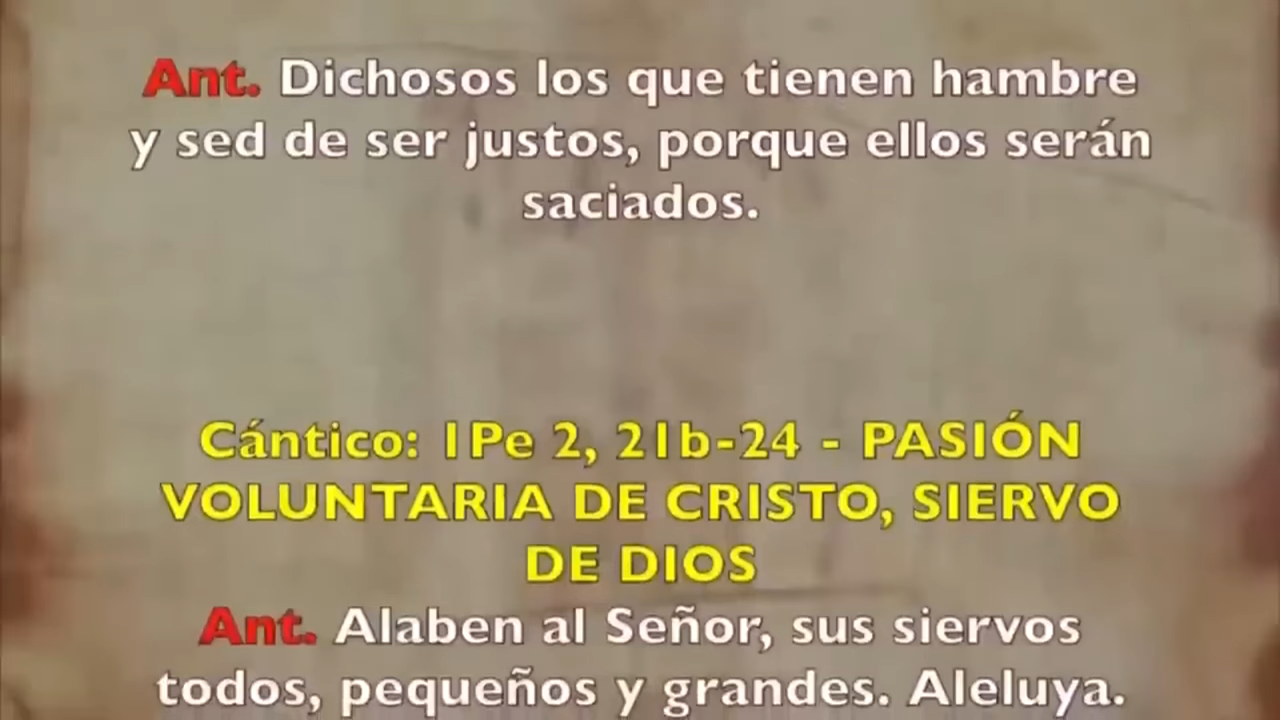 Ant. Dichosos los que tienen hambre
y sed de ser justos, porque ellos serán
saciados.
Cántico: 1Pe 2, 21b-24 - PASIÓN
VOLUNTARIA DE CRISTO, SIERVO
DE DIOS
Ant. Alaben al Señor, sus siervos
todos, pequeños y grandes. Aleluya.